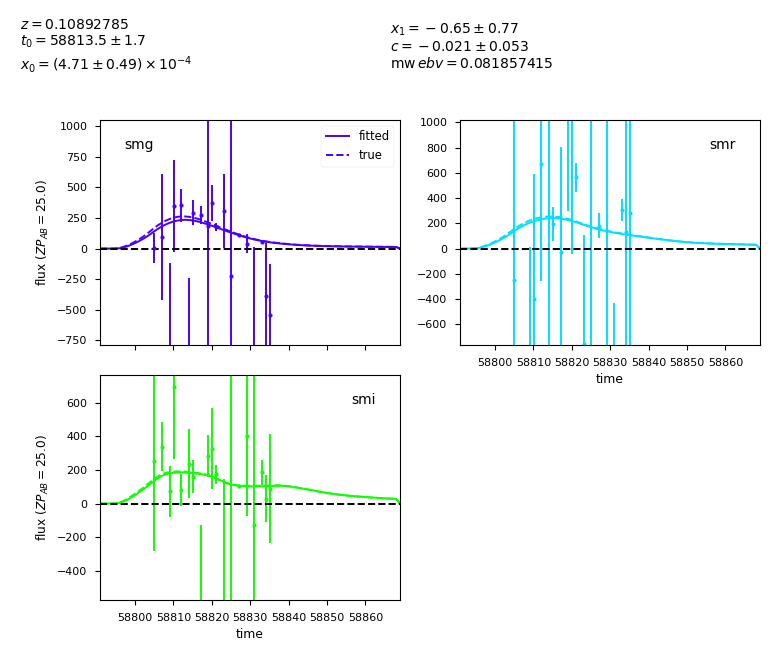 z = 0.10892785
t₀ = 58813.5 ± 1.7
x₀ = (4.71 ± 0.49) × 10⁻⁴
x₁ = −0.65 ± 0.77
c = −0.021 ± 0.053
mw ebv = 0.081857415
smg
fitted
true
1000
750
500
250
0
−250
−500
−750
flux (ZP_AB = 25.0)
smr
1000
800
600
400
200
0
−200
−400
−600
58800 58810 58820 58830 58840 58850 58860
time
smi
600
400
200
0
−200
−400
flux (ZP_AB = 25.0)
58800 58810 58820 58830 58840 58850 58860
time